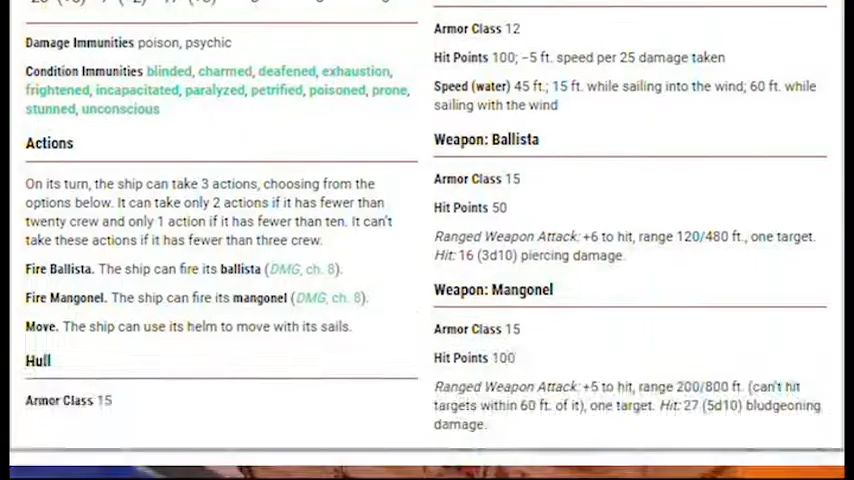 Damage Immunities poison, psychic
Condition Immunities blinded, charmed, deafened, exhaustion,
frightened, incapacitated, paralyzed, petrified, poisoned, prone,
stunned, unconscious
Actions
On its turn, the ship can take 3 actions, choosing from the
options below. It can take only 2 actions if it has fewer than
twenty crew and only 1 action if it has fewer than ten. It can't
take these actions if it has fewer than three crew.
Fire Ballista. The ship can fire its ballista (DMG, ch. 8).
Fire Mangonel. The ship can fire its mangonel (DMG, ch. 8).
Move. The ship can use its helm to move with its sails.
Hull
Armor Class 15
Armor Class 12
Hit Points 100; −5 ft. speed per 25 damage taken
Speed (water) 45 ft.; 15 ft. while sailing into the wind; 60 ft. while
sailing with the wind
Weapon: Ballista
Armor Class 15
Hit Points 50
Ranged Weapon Attack: +6 to hit, range 120/480 ft., one target.
Hit: 16 (3d10) piercing damage.
Weapon: Mangonel
Armor Class 15
Hit Points 100
Ranged Weapon Attack: +5 to hit, range 200/800 ft. (can't hit
targets within 60 ft. of it), one target. Hit: 27 (5d10) bludgeoning
damage.